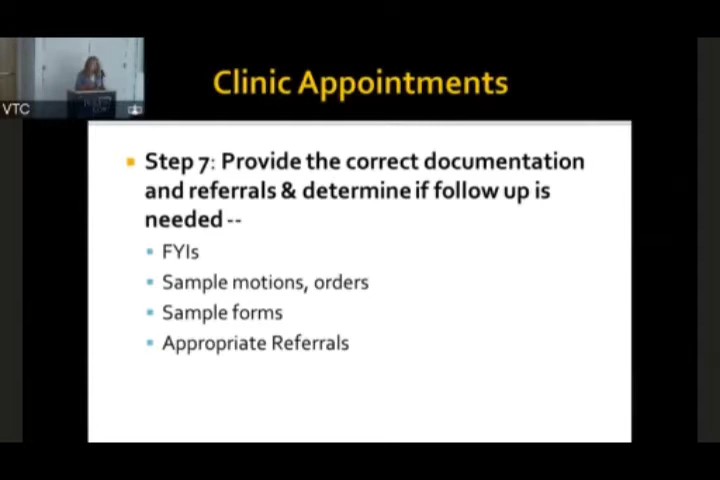 Clinic Appointments
VTC
Step 7: Provide the correct documentation
and referrals & determine if follow up is
needed --
FYIs
Sample motions, orders
Sample forms
Appropriate Referrals